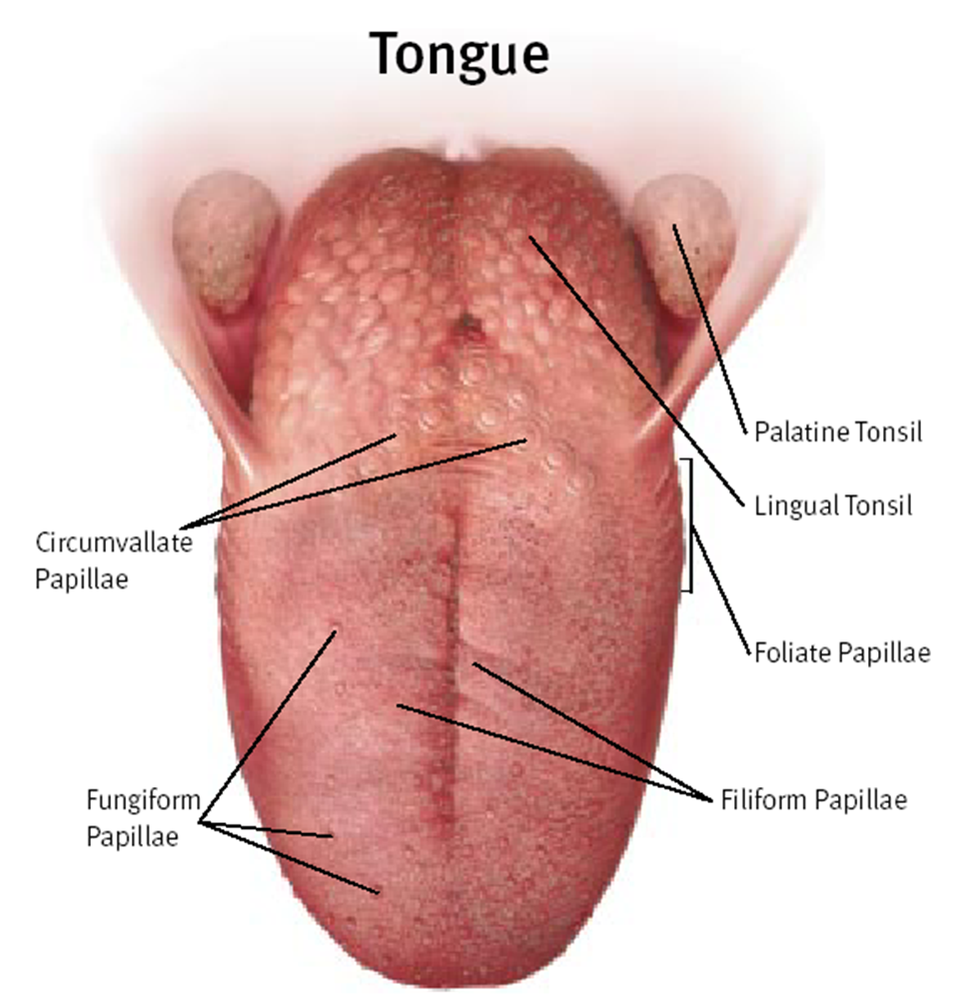 Tongue
Palatine Tonsil
Lingual Tonsil
Circumvallate
Papillae
Foliate Papillae
Fungiform
Papillae
Filiform Papillae